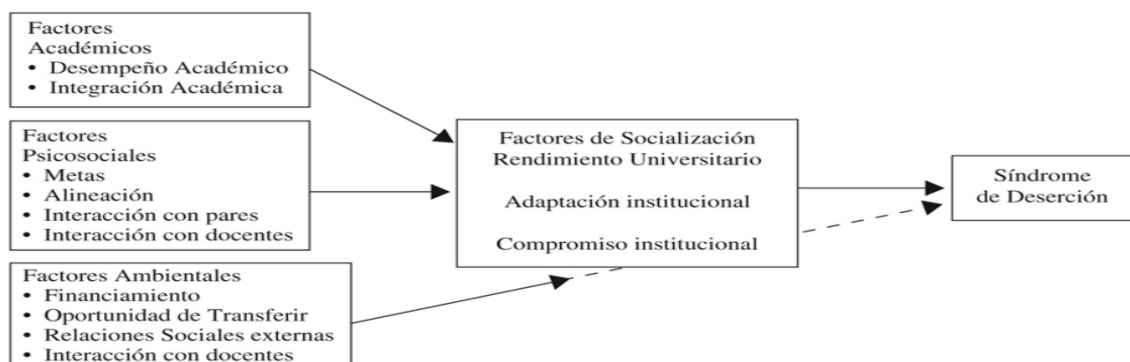 Factores
Académicos
• Desempeño Académico
• Integración Académica
Factores
Psicosociales
• Metas
• Alineación
• Interacción con pares
• Interacción con docentes
Factores Ambientales
• Financiamiento
• Oportunidad de Transferir
• Relaciones Sociales externas
• Interacción con docentes
Factores de Socialización
Rendimiento Universitario
Adaptación institucional
Compromiso institucional
Síndrome
de Deserción